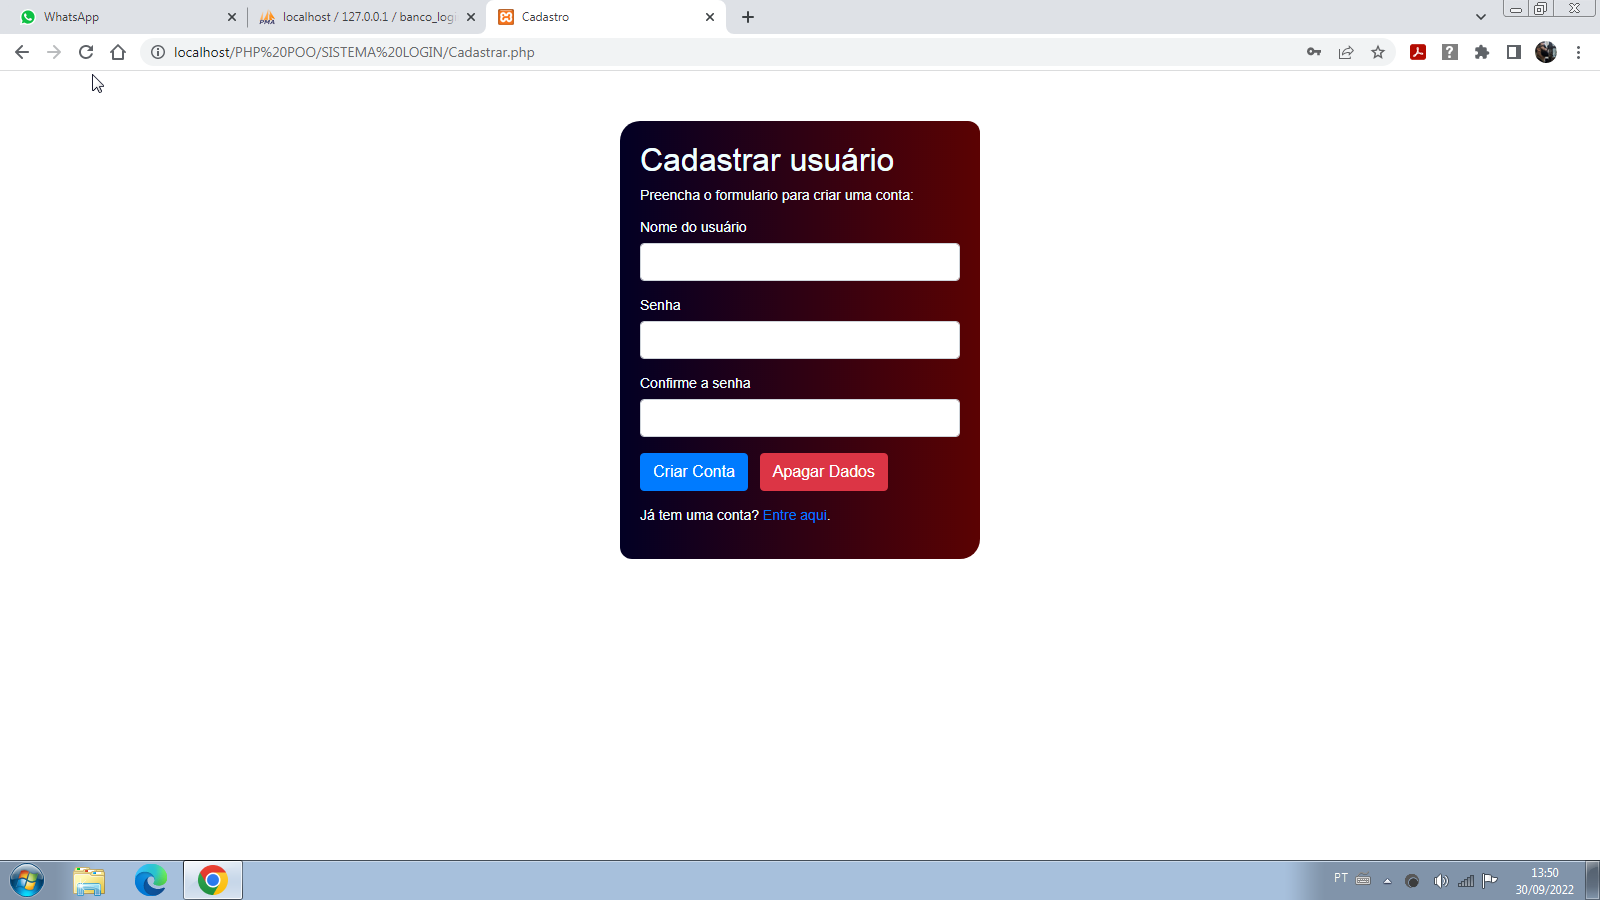 WhatsApp
localhost / 127.0.0.1 / banco_logi
Cadastro
localhost/PHP%20POO/SISTEMA%20LOGIN/Cadastrar.php
Cadastrar usuário
Preencha o formulario para criar uma conta:
Nome do usuário
Senha
Confirme a senha
Criar Conta
Apagar Dados
Já tem uma conta? Entre aqui.
PT
13:50
30/09/2022